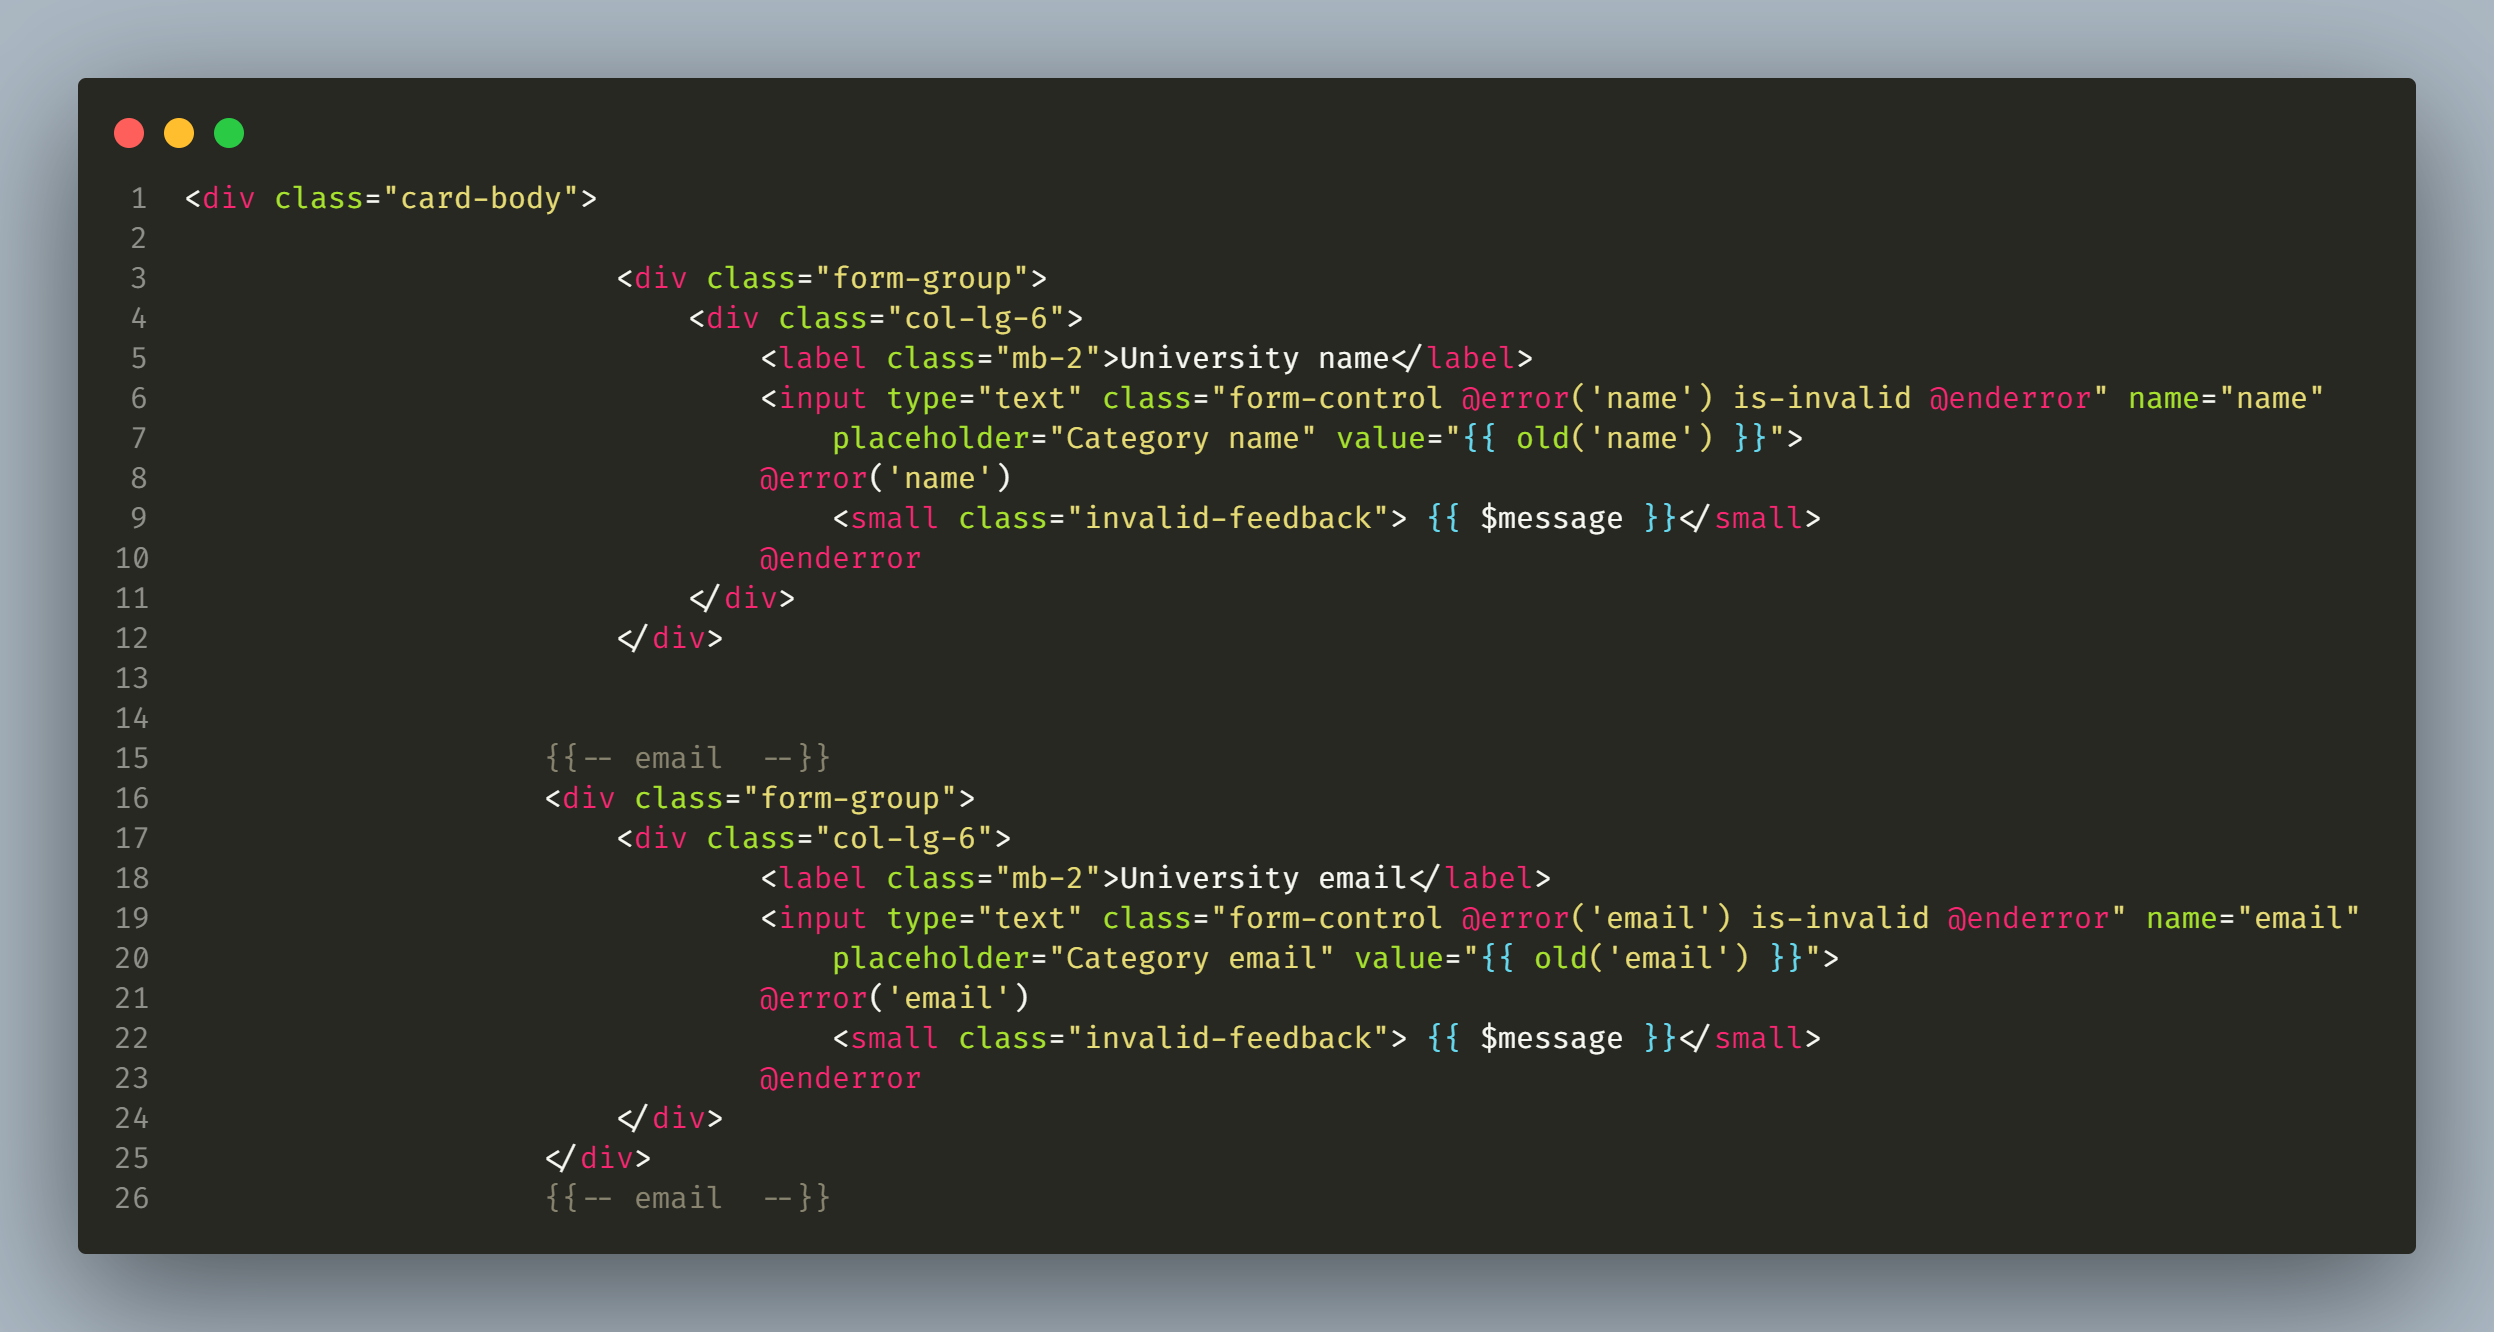 1 <div class="card-body">
2
3                         <div class="form-group">
4                             <div class="col-lg-6">
5                                 <label class="mb-2">University name</label>
6                                 <input type="text" class="form-control @error('name') is-invalid @enderror" name="name"
7                                     placeholder="Category name" value="{{ old('name') }}">
8                                 @error('name')
9                                     <small class="invalid-feedback"> {{ $message }}</small>
10                                 @enderror
11                             </div>
12                         </div>
13
14
15                     {{-- email  --}}
16                     <div class="form-group">
17                         <div class="col-lg-6">
18                                 <label class="mb-2">University email</label>
19                                 <input type="text" class="form-control @error('email') is-invalid @enderror" name="email"
20                                     placeholder="Category email" value="{{ old('email') }}">
21                                 @error('email')
22                                     <small class="invalid-feedback"> {{ $message }}</small>
23                                 @enderror
24                         </div>
25                     </div>
26                     {{-- email  --}}